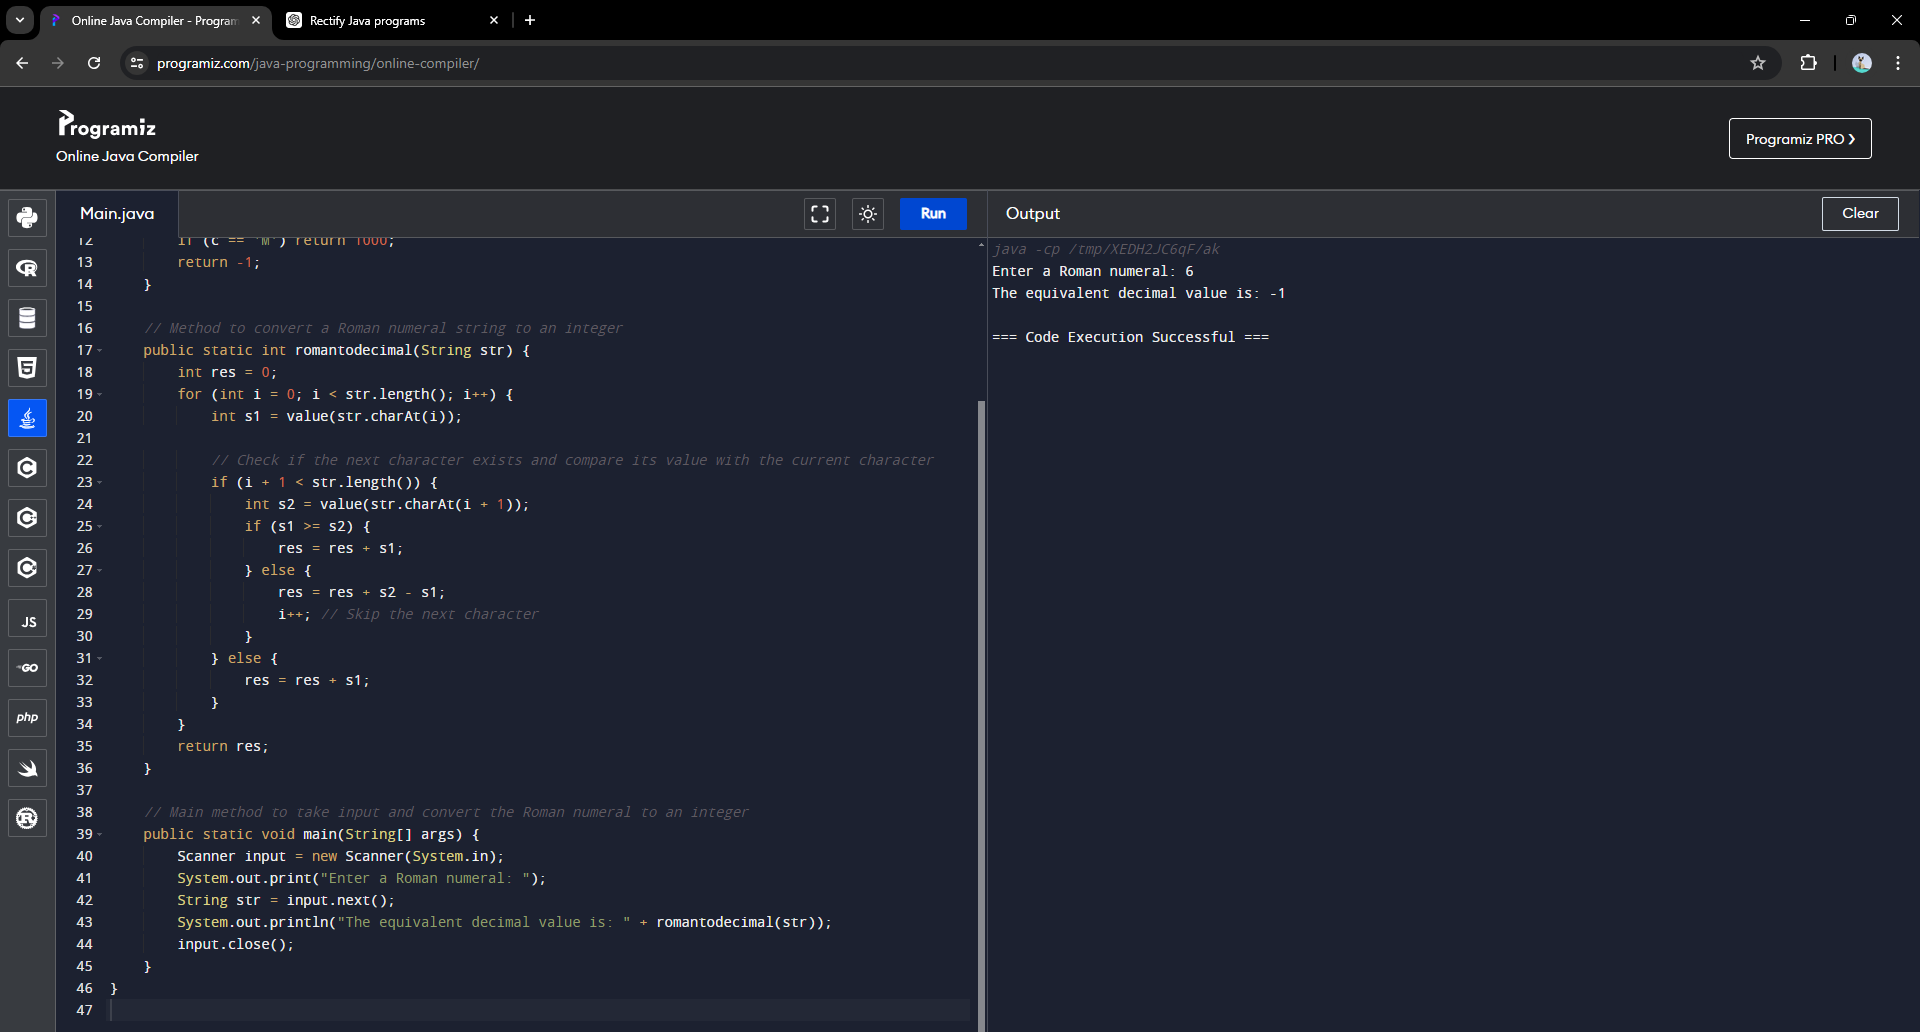 Online Java Compiler - Program
Rectify Java programs
programiz.com/java-programming/online-compiler/
Programiz
Online Java Compiler
Programiz PRO ❯
Main.java
Run
Output
Clear
12 if (c == 'M') return 1000;
13 return -1;
14 }
15
16 // Method to convert a Roman numeral string to an integer
17 public static int romantodecimal(String str) {
18 int res = 0;
19 for (int i = 0; i < str.length(); i++) {
20 int s1 = value(str.charAt(i));
21
22 // Check if the next character exists and compare its value with the current character
23 if (i + 1 < str.length()) {
24 int s2 = value(str.charAt(i + 1));
25 if (s1 >= s2) {
26 res = res + s1;
27 } else {
28 res = res + s2 - s1;
29 i++; // Skip the next character
30 }
31 } else {
32 res = res + s1;
33 }
34 }
35 return res;
36 }
37
38 // Main method to take input and convert the Roman numeral to an integer
39 public static void main(String[] args) {
40 Scanner input = new Scanner(System.in);
41 System.out.print("Enter a Roman numeral: ");
42 String str = input.next();
43 System.out.println("The equivalent decimal value is: " + romantodecimal(str));
44 input.close();
45 }
46 }
47
java -cp /tmp/XEDH2JC6qF/ak
Enter a Roman numeral: 6
The equivalent decimal value is: -1
=== Code Execution Successful ===
R
5
C
C
C
JS
GO
php
R